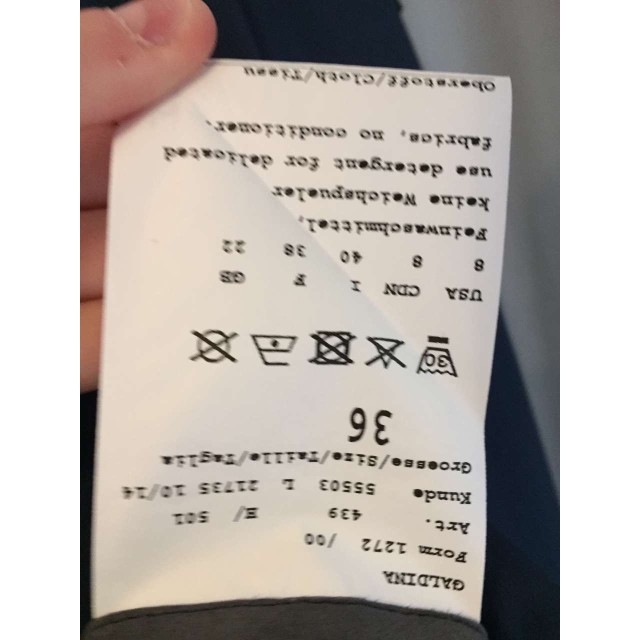 GALDINA
Form 1272 /00
Art. 439 H/ 501
Kunde 55503 L 21735 10/14
Groesse/Size/Taille/Taglia
36
30
USA CDN I F GB
8 8 40 38 22
Feinwaschmittel,
keine Weichspueler
use detergent for delicated
fabrics, no conditioner.
Oberstoff/Cloth/Tissu